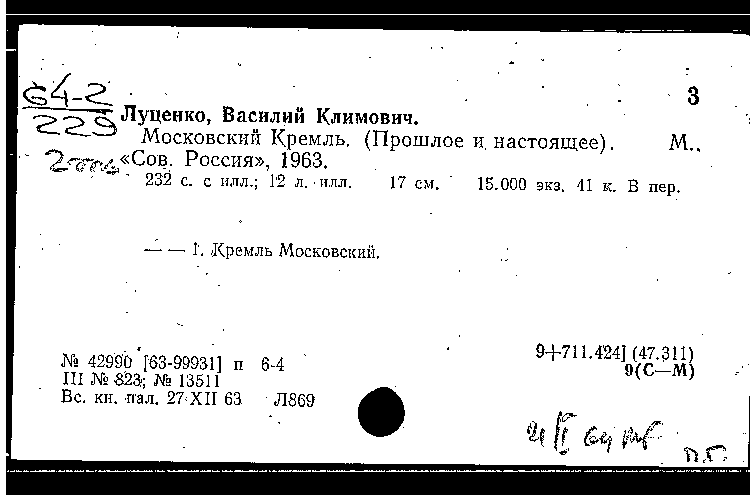 3
64-2
229
Луценко, Василий Климович.
Московский Кремль. (Прошлое и настоящее). М.,
«Сов. Россия», 1963.
232 с. с илл.; 12 л. илл. 17 см. 15.000 экз. 41 к. В пер.
— — 1. Кремль Московский.
9+711.424] (47.311)
9(С—М)
№ 42990 [63-99931] п 6-4
III № 823; № 13511
Вс. кн. пал. 27 XII 63 Л869